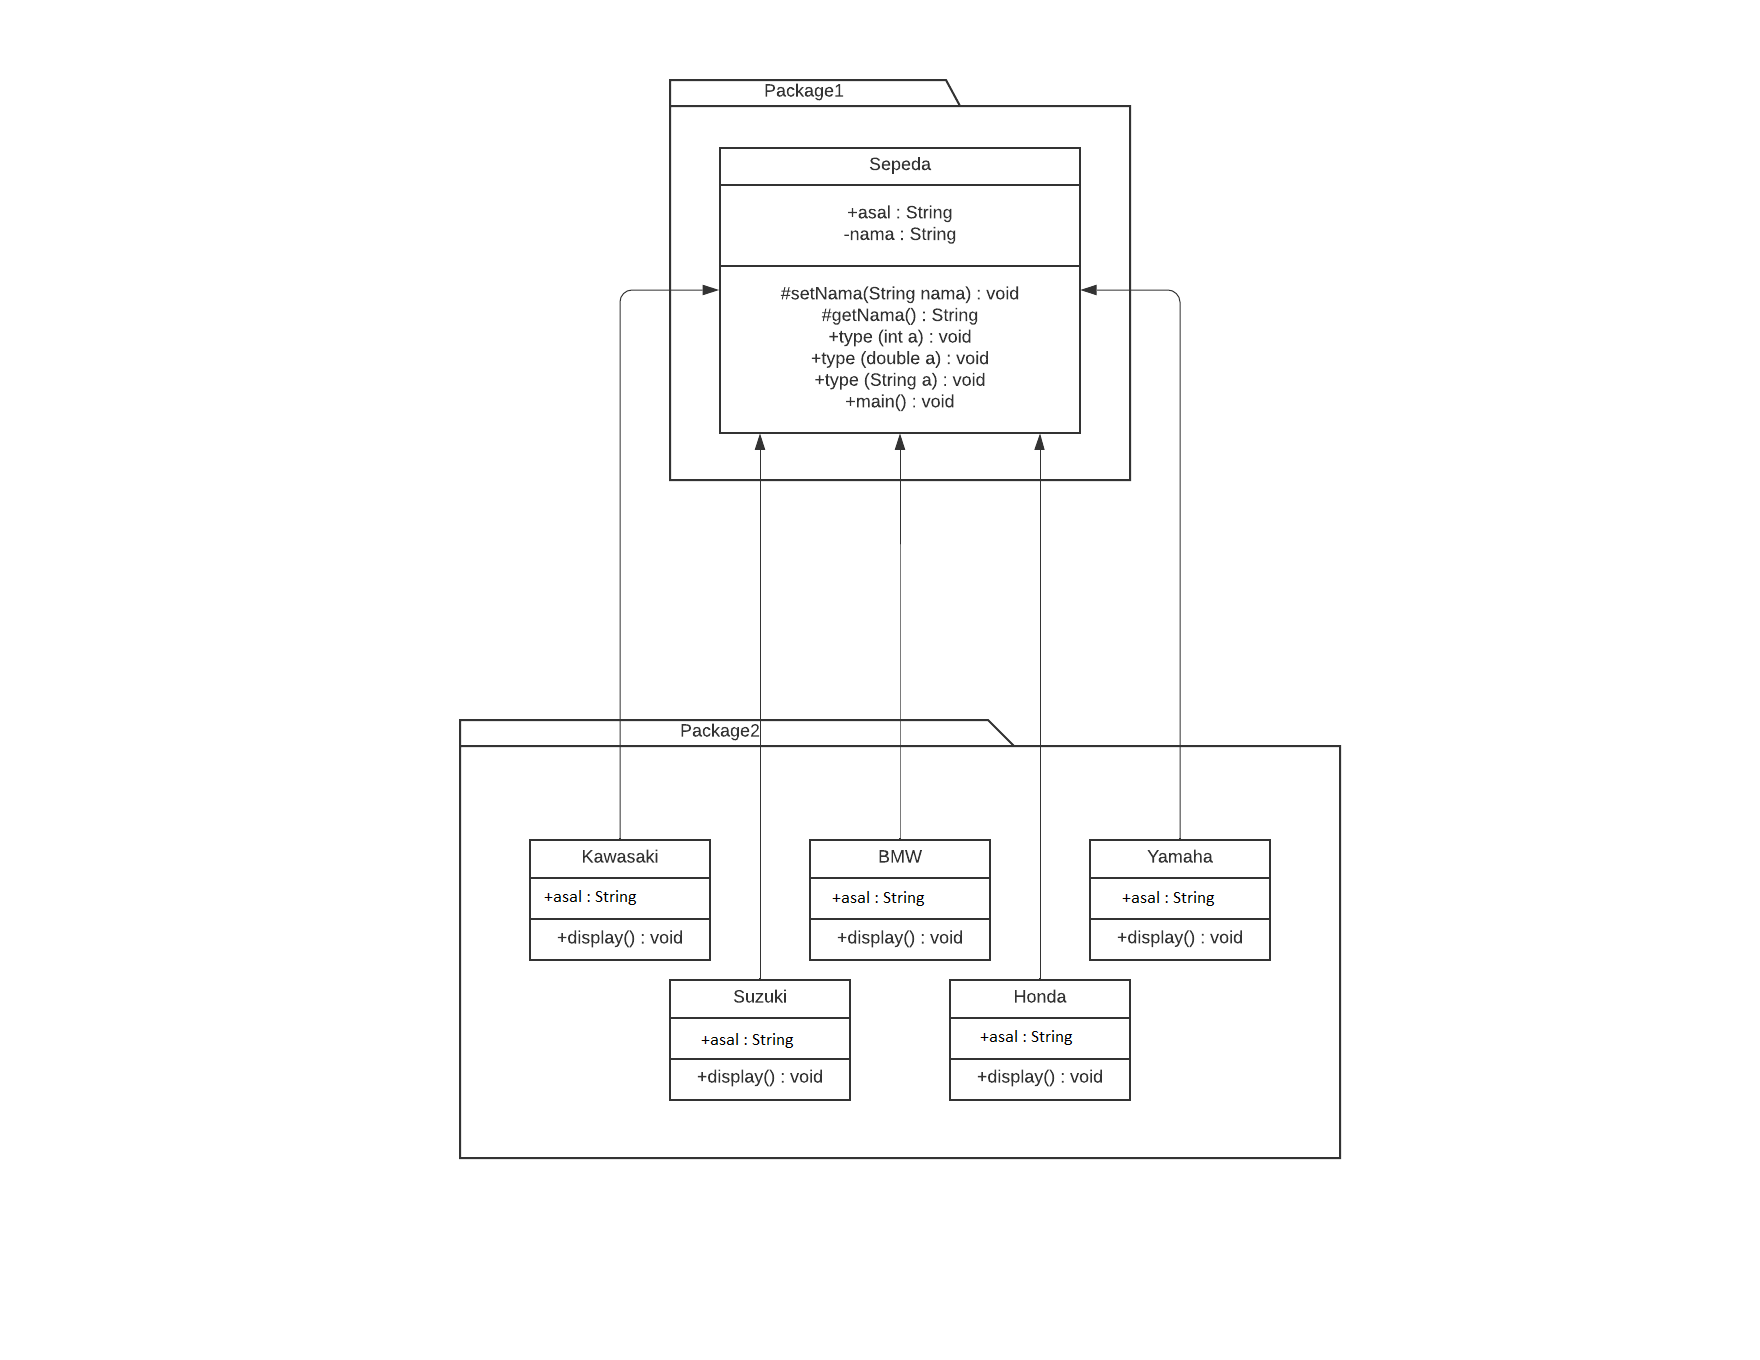 Package1
Sepeda
+asal : String
-nama : String
#setNama(String nama) : void
#getNama() : String
+type (int a) : void
+type (double a) : void
+type (String a) : void
+main() : void
Package2
Kawasaki
+asal : String
+display() : void
BMW
+asal : String
+display() : void
Yamaha
+asal : String
+display() : void
Suzuki
+asal : String
+display() : void
Honda
+asal : String
+display() : void